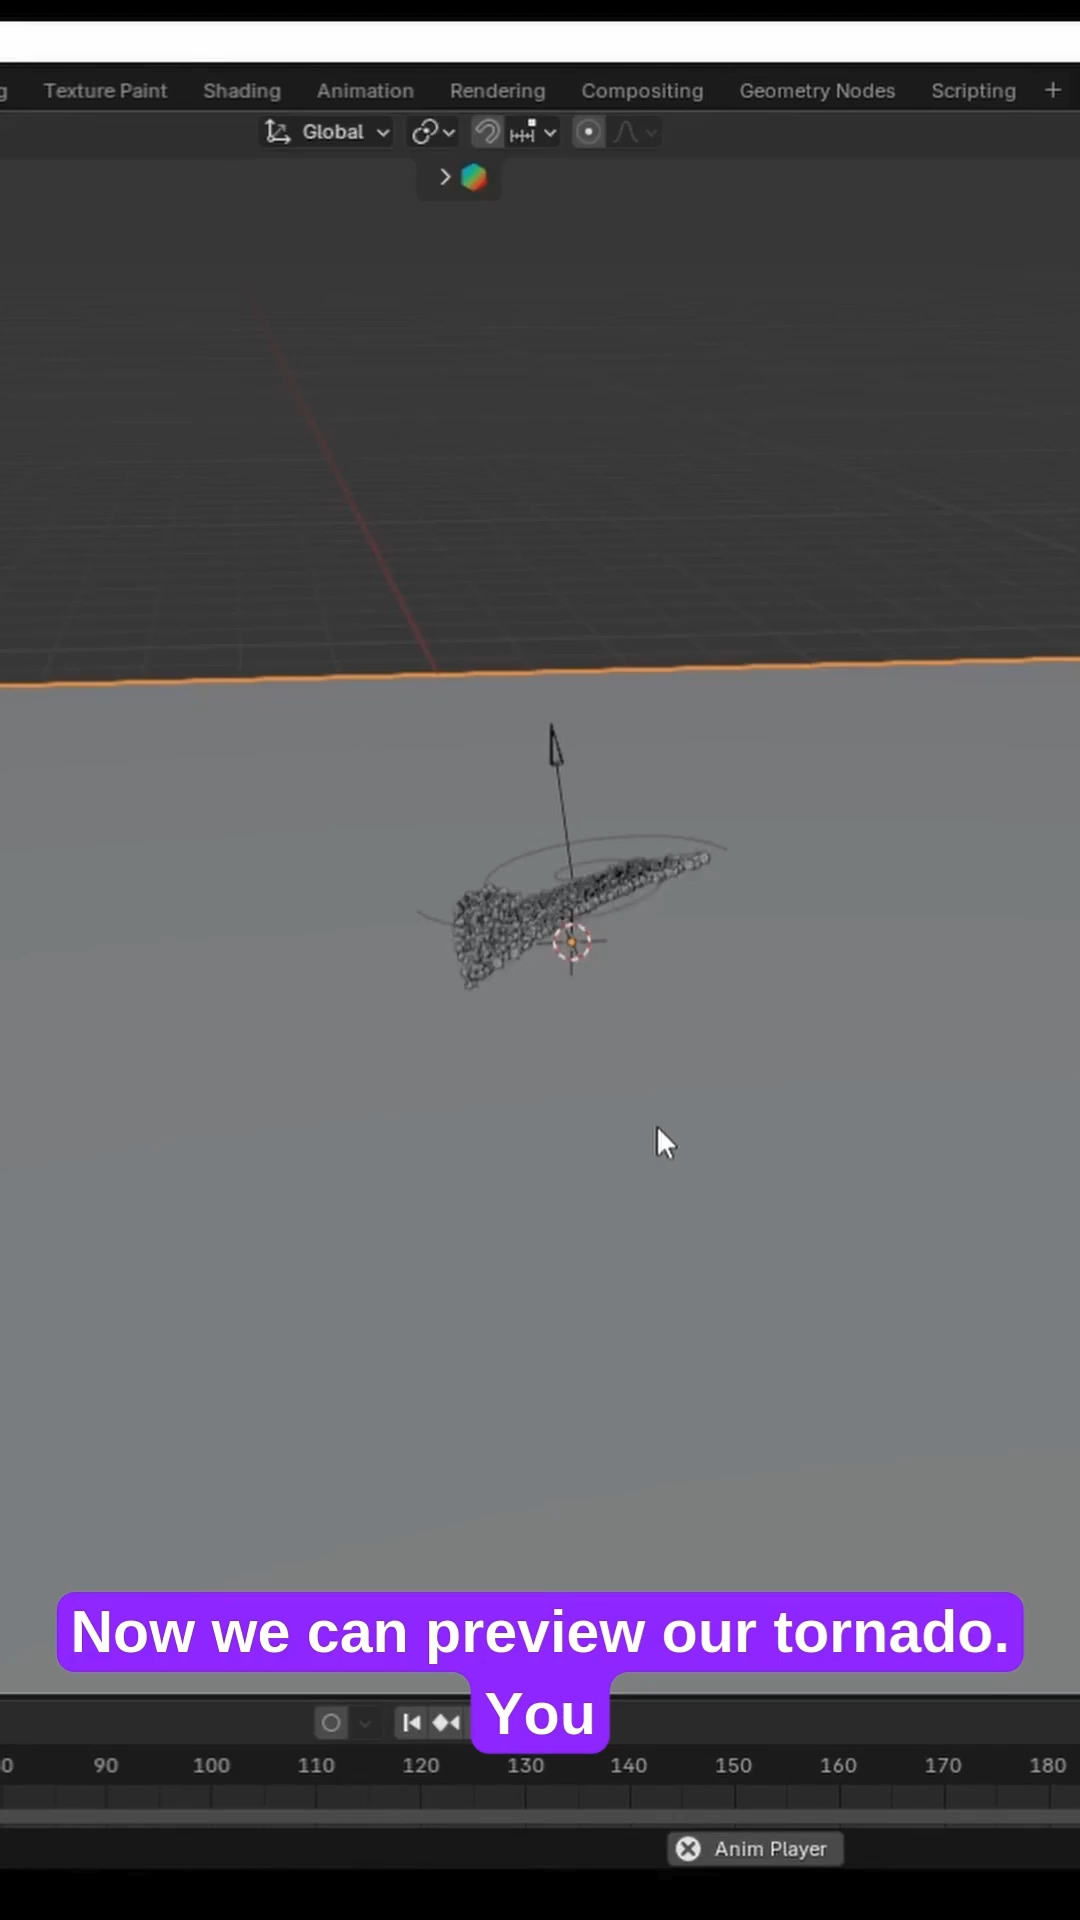 g Texture Paint Shading Animation Rendering Compositing Geometry Nodes Scripting +
Global
Now we can preview our tornado.
You
0 90 100 110 120 130 140 150 160 170 180
Anim Player